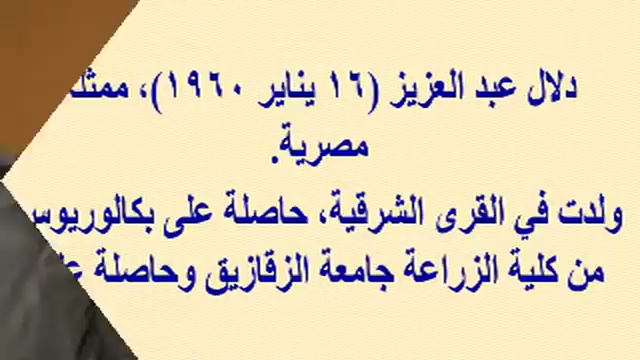 دلال عبد العزيز (١٦ يناير ١٩٦٠)، ممثلة
مصرية.
ولدت في القرى الشرقية، حاصلة على بكالوريوس
من كلية الزراعة جامعة الزقازيق وحاصلة